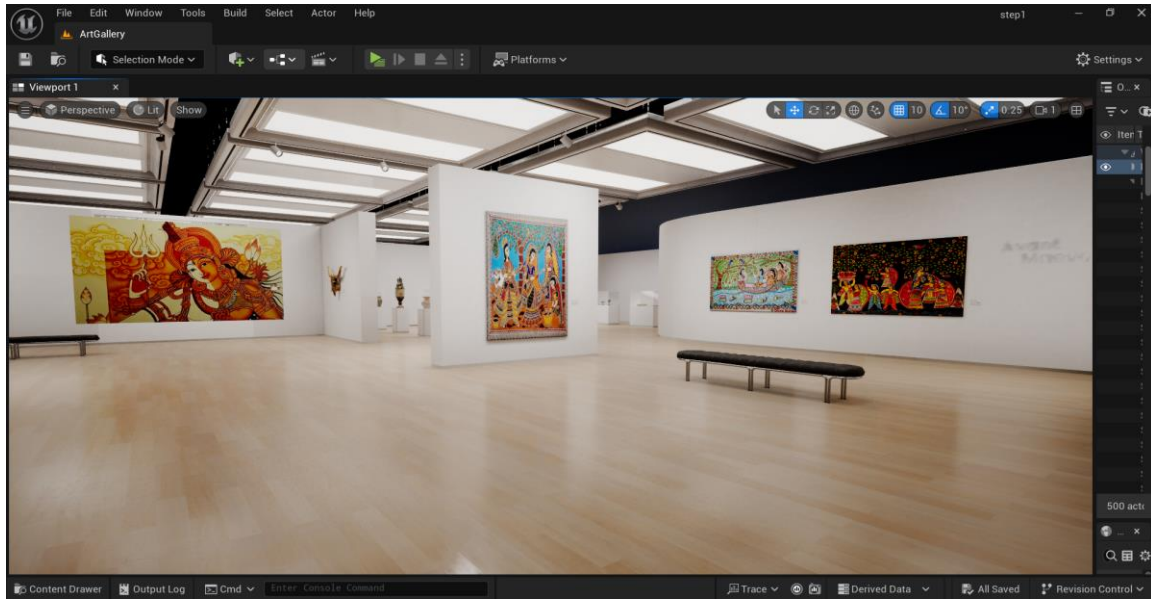 File Edit Window Tools Build Select Actor Help step1
ArtGallery
Selection Mode Platforms Settings
Viewport 1 O...
Perspective Lit Show 10 10° 0.25 1
Iter T
500 acto
...
Content Drawer Output Log Cmd Enter Console Command Trace Derived Data All Saved Revision Control